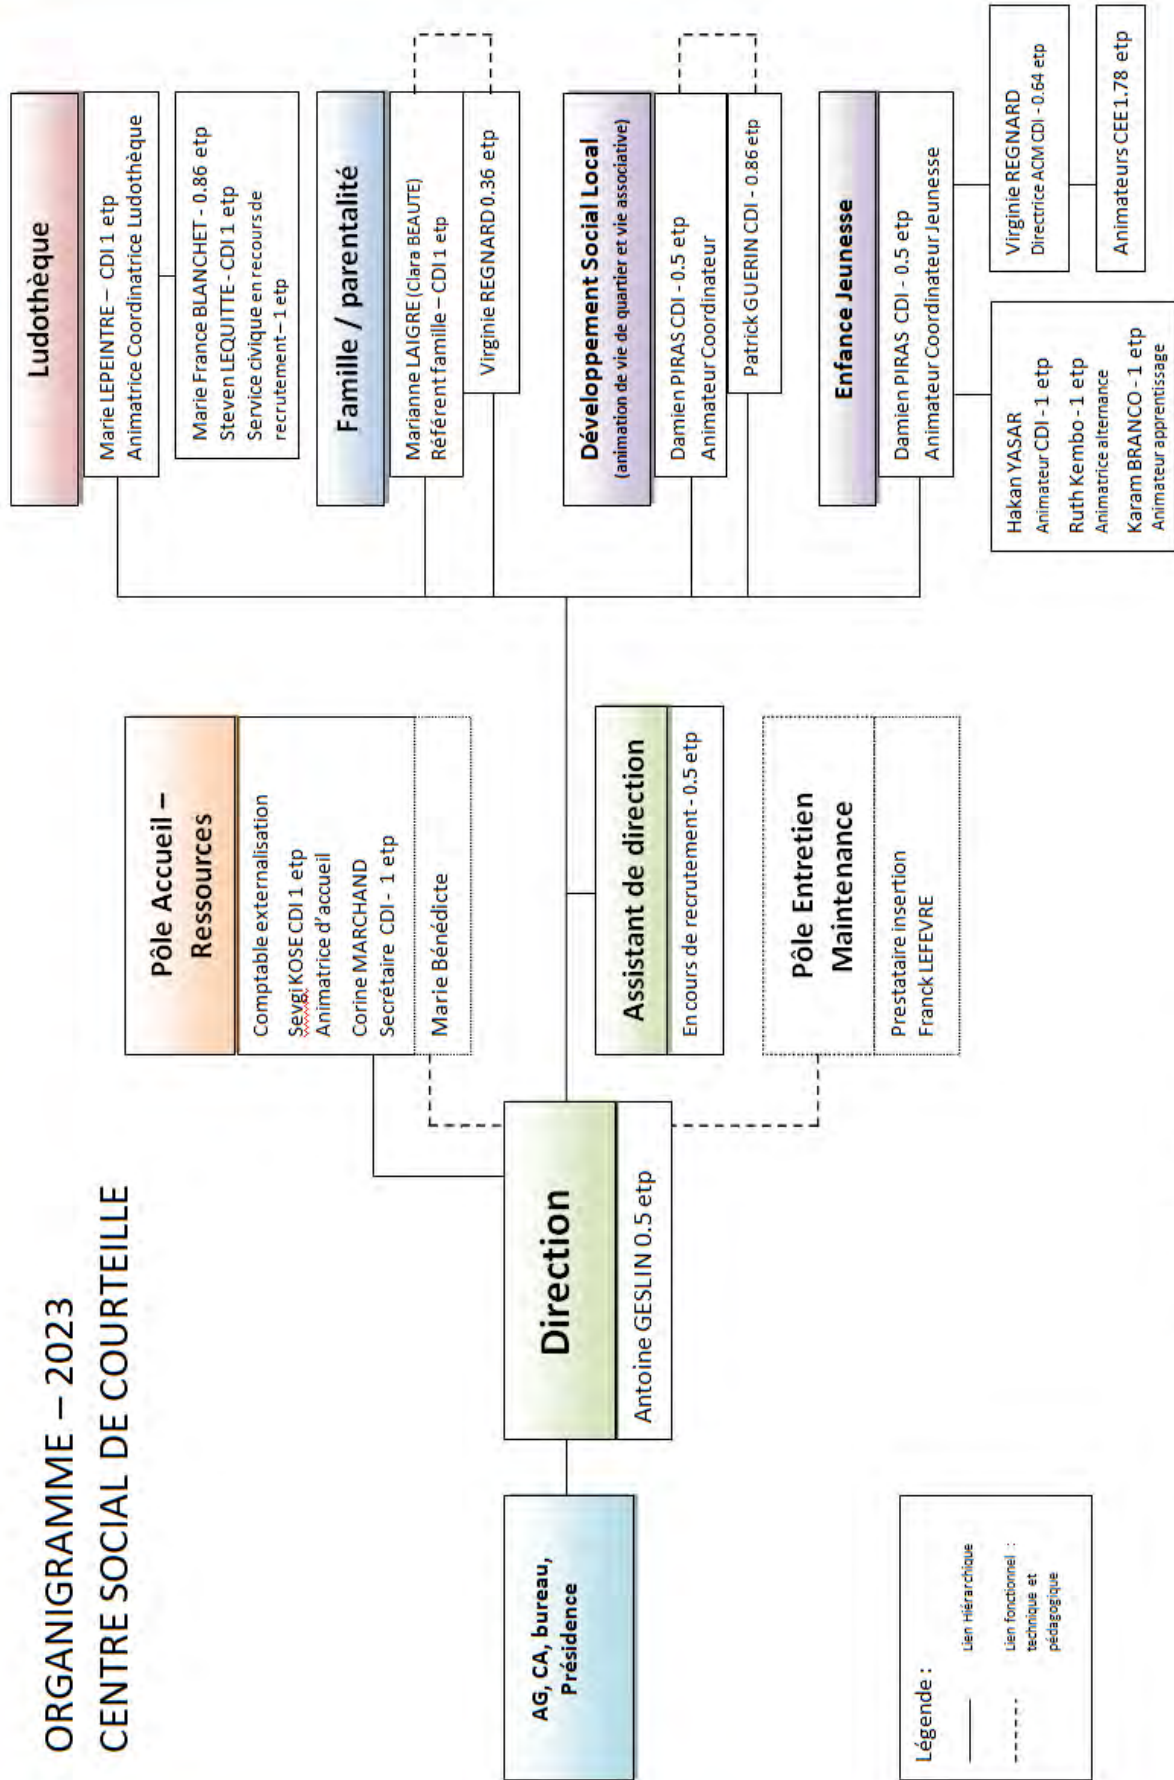 ORGANIGRAMME – 2023
CENTRE SOCIAL DE COURTEILLE
AG, CA, bureau,
Présidence
Direction
Antoine GESLIN 0.5 etp
Pôle Accueil –
Ressources
Comptable externalisation
Sevgi KOSE CDI 1 etp
Animatrice d'accueil
Corine MARCHAND
Secrétaire CDI - 1 etp
Marie Bénédicte
Assistant de direction
En cours de recrutement - 0.5 etp
Pôle Entretien
Maintenance
Prestataire insertion
Franck LEFEVRE
Ludothèque
Marie LEPEINTRE – CDI 1 etp
Animatrice Coordinatrice Ludothèque
Marie France BLANCHET - 0.86 etp
Steven LEQUITTE - CDI 1 etp
Service civique en recours de
recrutement – 1 etp
Famille / parentalité
Marianne LAIGRE (Clara BEAUTE)
Référent famille – CDI 1 etp
Virginie REGNARD 0.36 etp
Développement Social Local
(animation de vie de quartier et vie associative)
Damien PIRAS CDI - 0.5 etp
Animateur Coordinateur
Patrick GUERIN CDI - 0.86 etp
Enfance Jeunesse
Damien PIRAS CDI - 0.5 etp
Animateur Coordinateur Jeunesse
Hakan YASAR
Animateur CDI - 1 etp
Ruth Kembo - 1 etp
Animatrice alternance
Karam BRANCO - 1 etp
Animateur apprentissage
Virginie REGNARD
Directrice ACM CDI - 0.64 etp
Animateurs CEE 1.78 etp
Légende :
Lien Hiérarchique
Lien fonctionnel :
technique et
pédagogique